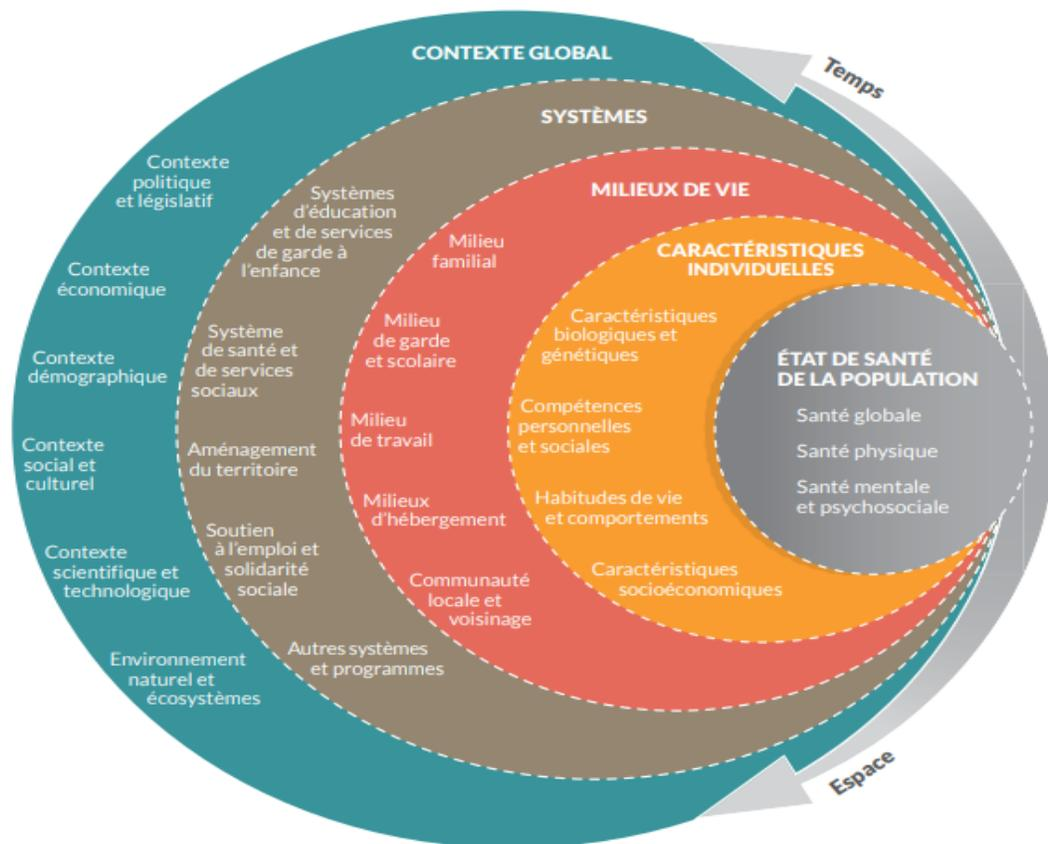 CONTEXTE GLOBAL
Temps
SYSTÈMES
MILIEUX DE VIE
CARACTÉRISTIQUES
INDIVIDUELLES
ÉTAT DE SANTÉ
DE LA POPULATION
Contexte
politique
et législatif
Contexte
économique
Contexte
démographique
Contexte
social et
culturel
Contexte
scientifique et
technologique
Environnement
naturel et
écosystèmes
Systèmes
d'éducation
et de services
de garde à
l'enfance
Système
de santé et
de services
sociaux
Aménagement
du territoire
Soutien
à l'emploi et
solidarité
sociale
Autres systèmes
et programmes
Milieu
familial
Milieu
de garde
et scolaire
Milieu
de travail
Milieux
d'hébergement
Communauté
locale et
voisinage
Caractéristiques
biologiques et
génétiques
Compétences
personnelles
et sociales
Habitudes de vie
et comportements
Caractéristiques
socioéconomiques
Santé globale
Santé physique
Santé mentale
et psychosociale
Espace